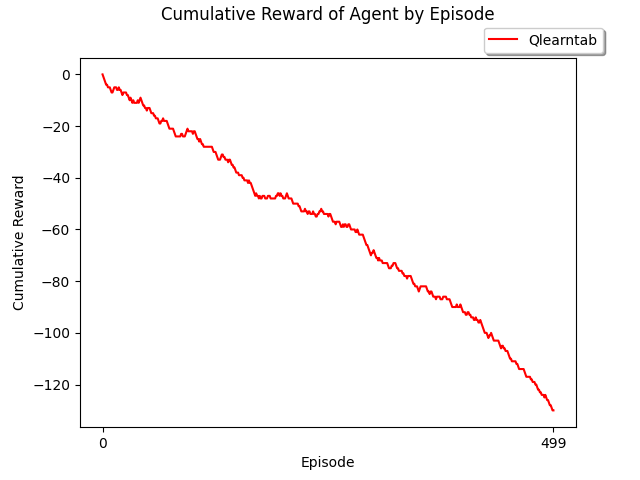 Cumulative Reward of Agent by Episode
Qlearntab
0
−20
−40
−60
−80
−100
−120
Cumulative Reward
0
499
Episode